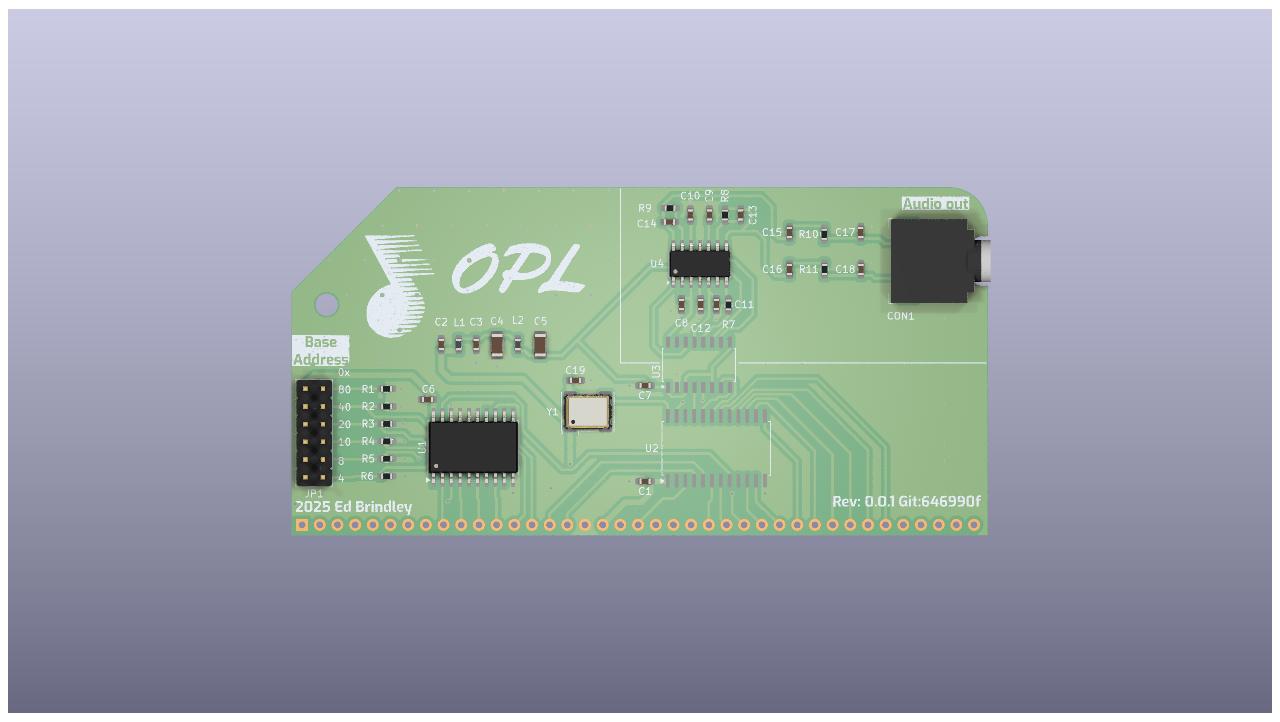 Audio out
C10
C9
R8
R9
C14
C13
C15
R10
C17
U4
C16
R11
C18
OPL
C8
C12
R7
C11
CON1
C2
L1
C3
C4
L2
C5
Base
Address
0x
80
R1
40
R2
20
R3
10
R4
8
R5
4
R6
JP1
C6
U1
C19
Y1
U3
C7
U2
C1
2025 Ed Brindley
Rev: 0.0.1 Git:646990f